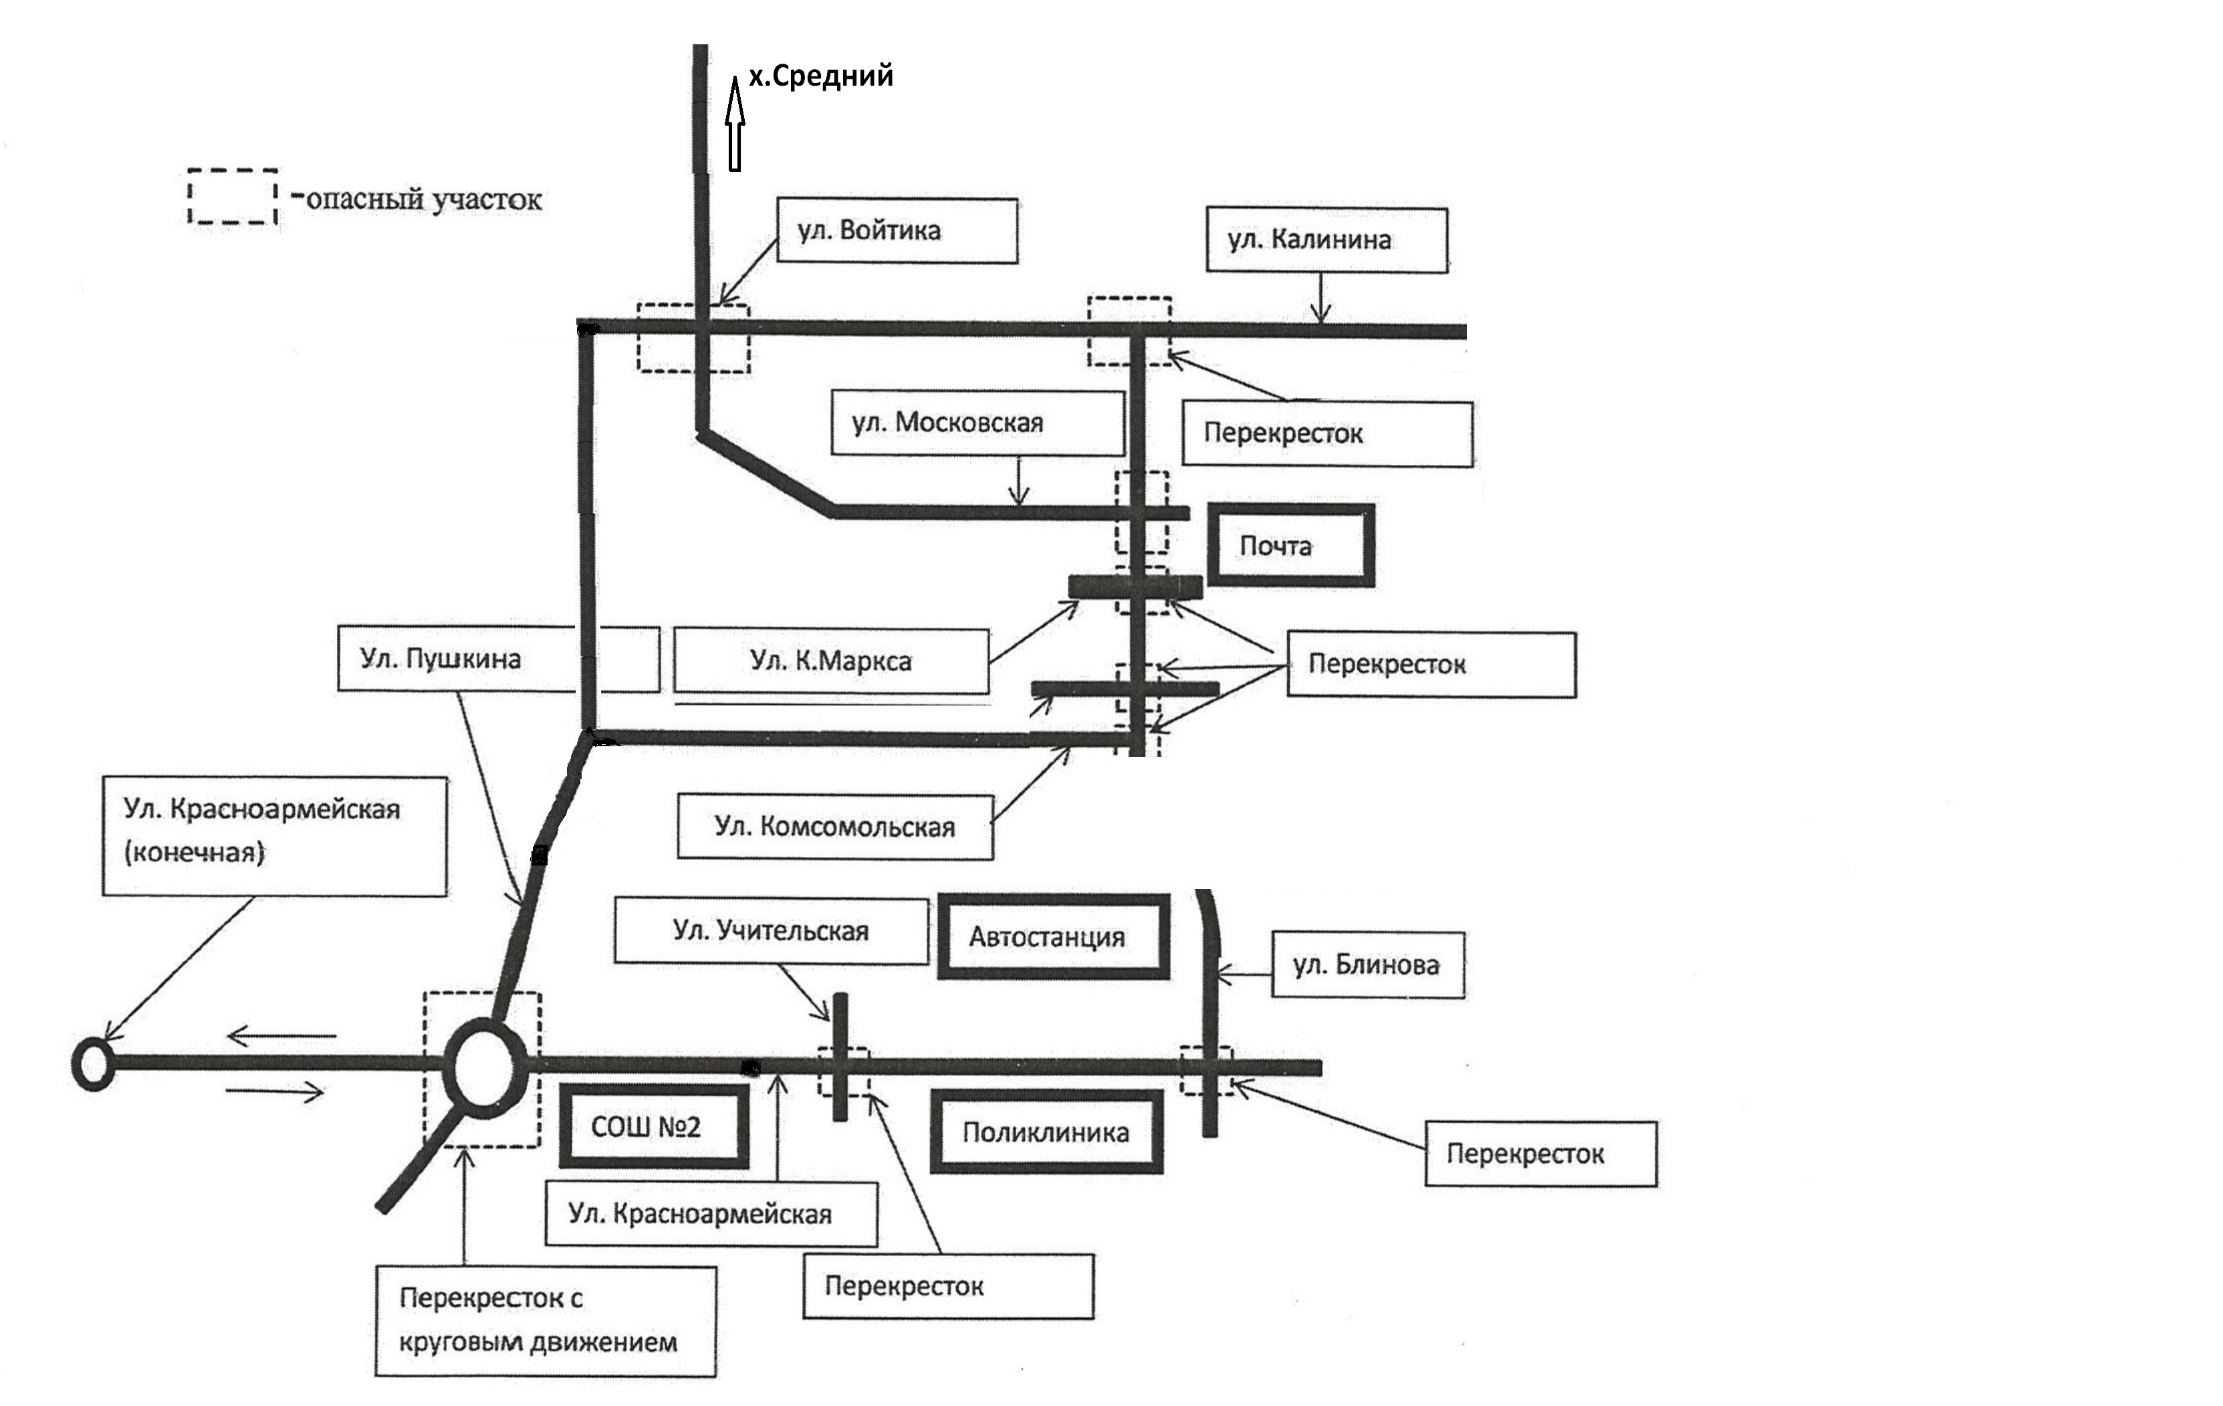 х.Средний
-опасный участок
ул. Войтика
ул. Калинина
ул. Московская
Перекресток
Почта
Ул. Пушкина
Ул. К.Маркса
Перекресток
Ул. Красноармейская
(конечная)
Ул. Комсомольская
Ул. Учительская
Автостанция
ул. Блинова
СОШ №2
Поликлиника
Перекресток
Ул. Красноармейская
Перекресток
Перекресток с
круговым движением